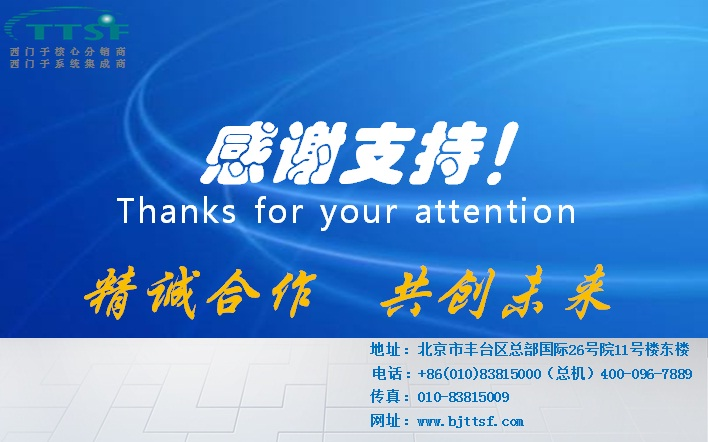 TTSF
西门子核心分销商
西门子系统集成商
感谢支持!
Thanks for your attention
精诚合作 共创未来
地址：北京市丰台区总部国际26号院11号楼东楼
电话：+86(010)83815000（总机）400-096-7889
传真：010-83815009
网址：www.bjttsf.com